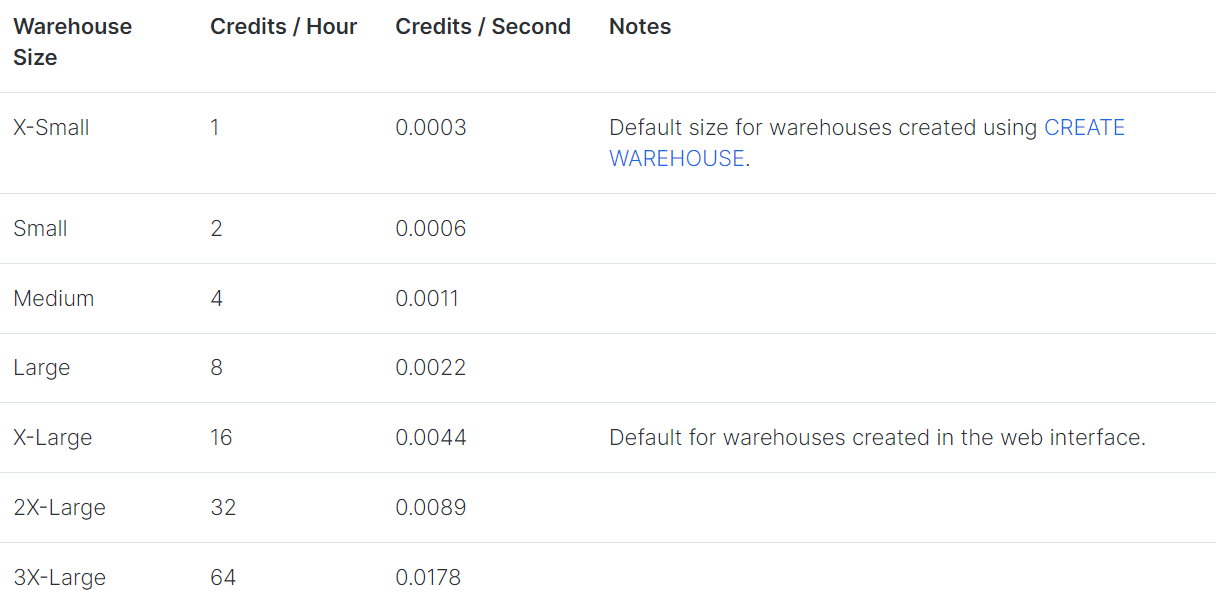 Warehouse Size Credits / Hour Credits / Second Notes
X-Small 1 0.0003 Default size for warehouses created using CREATE
WAREHOUSE.
Small 2 0.0006
Medium 4 0.0011
Large 8 0.0022
X-Large 16 0.0044 Default for warehouses created in the web interface.
2X-Large 32 0.0089
3X-Large 64 0.0178